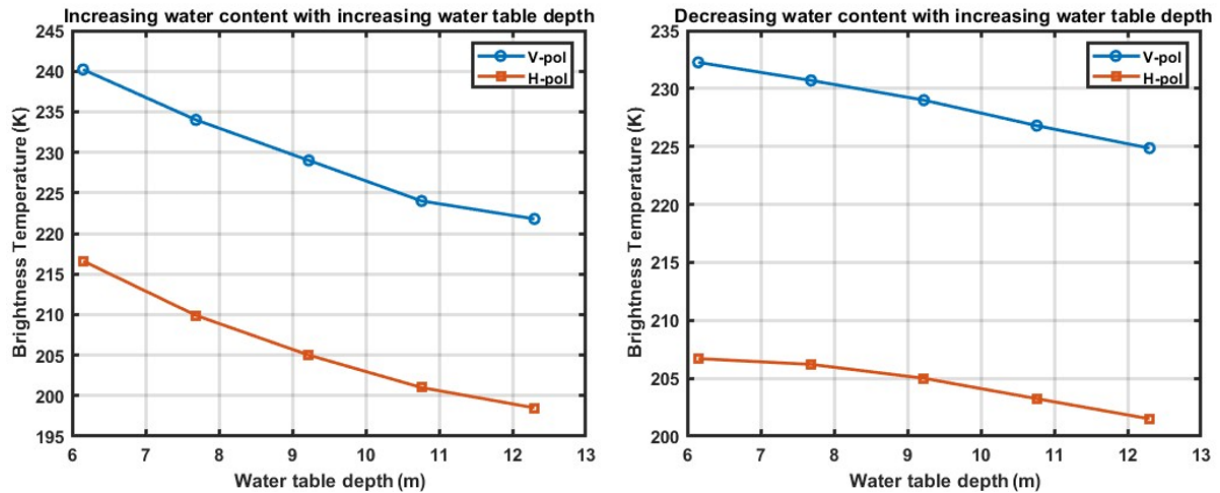 Increasing water content with increasing water table depth
245
240
235
230
225
220
215
210
205
200
195
Brightness Temperature (K)
V-pol
H-pol
6 7 8 9 10 11 12 13
Water table depth (m)
Decreasing water content with increasing water table depth
235
230
225
220
215
210
205
200
Brightness Temperature (K)
V-pol
H-pol
6 7 8 9 10 11 12 13
Water table depth (m)